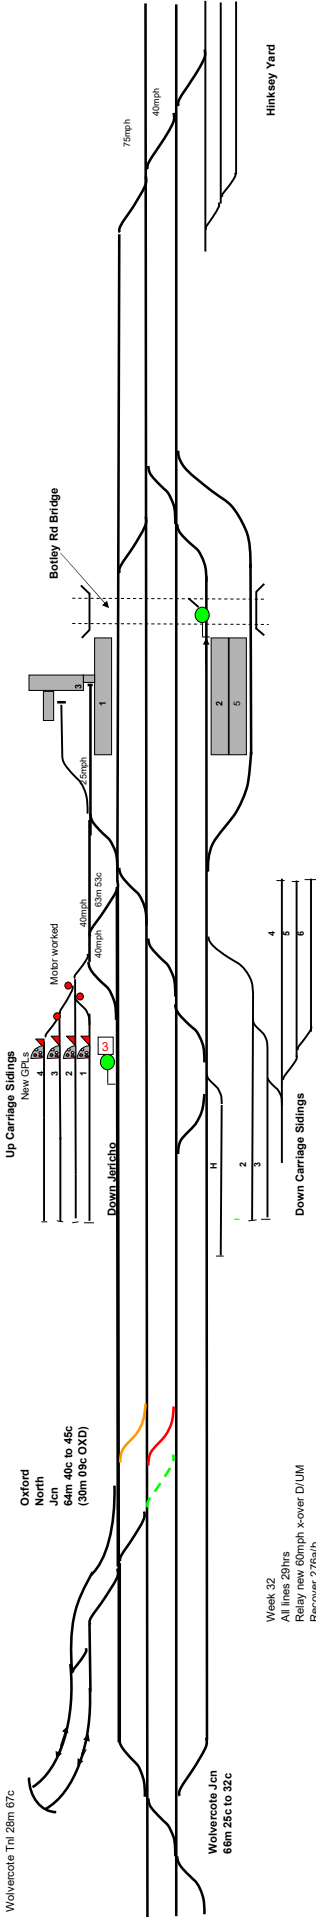 Hinksey Yard
75mph
40mph
Botley Rd Bridge
3
1
2
5
25mph
63m 53c
40mph
40mph
Motor worked
Up Carriage Sidings
New GPLs
4
3
2
1
3
Down Jericho
4
5
6
H
2
3
Down Carriage Sidings
Oxford
North
Jcn
64m 40c to 45c
(30m 09c OXD)
Week 32
All lines 29hrs
Relay new 60mph x-over D/UM
Recover 276a/b
Wolvercote Jcn
66m 25c to 32c
Wolvercote Tnl 28m 67c